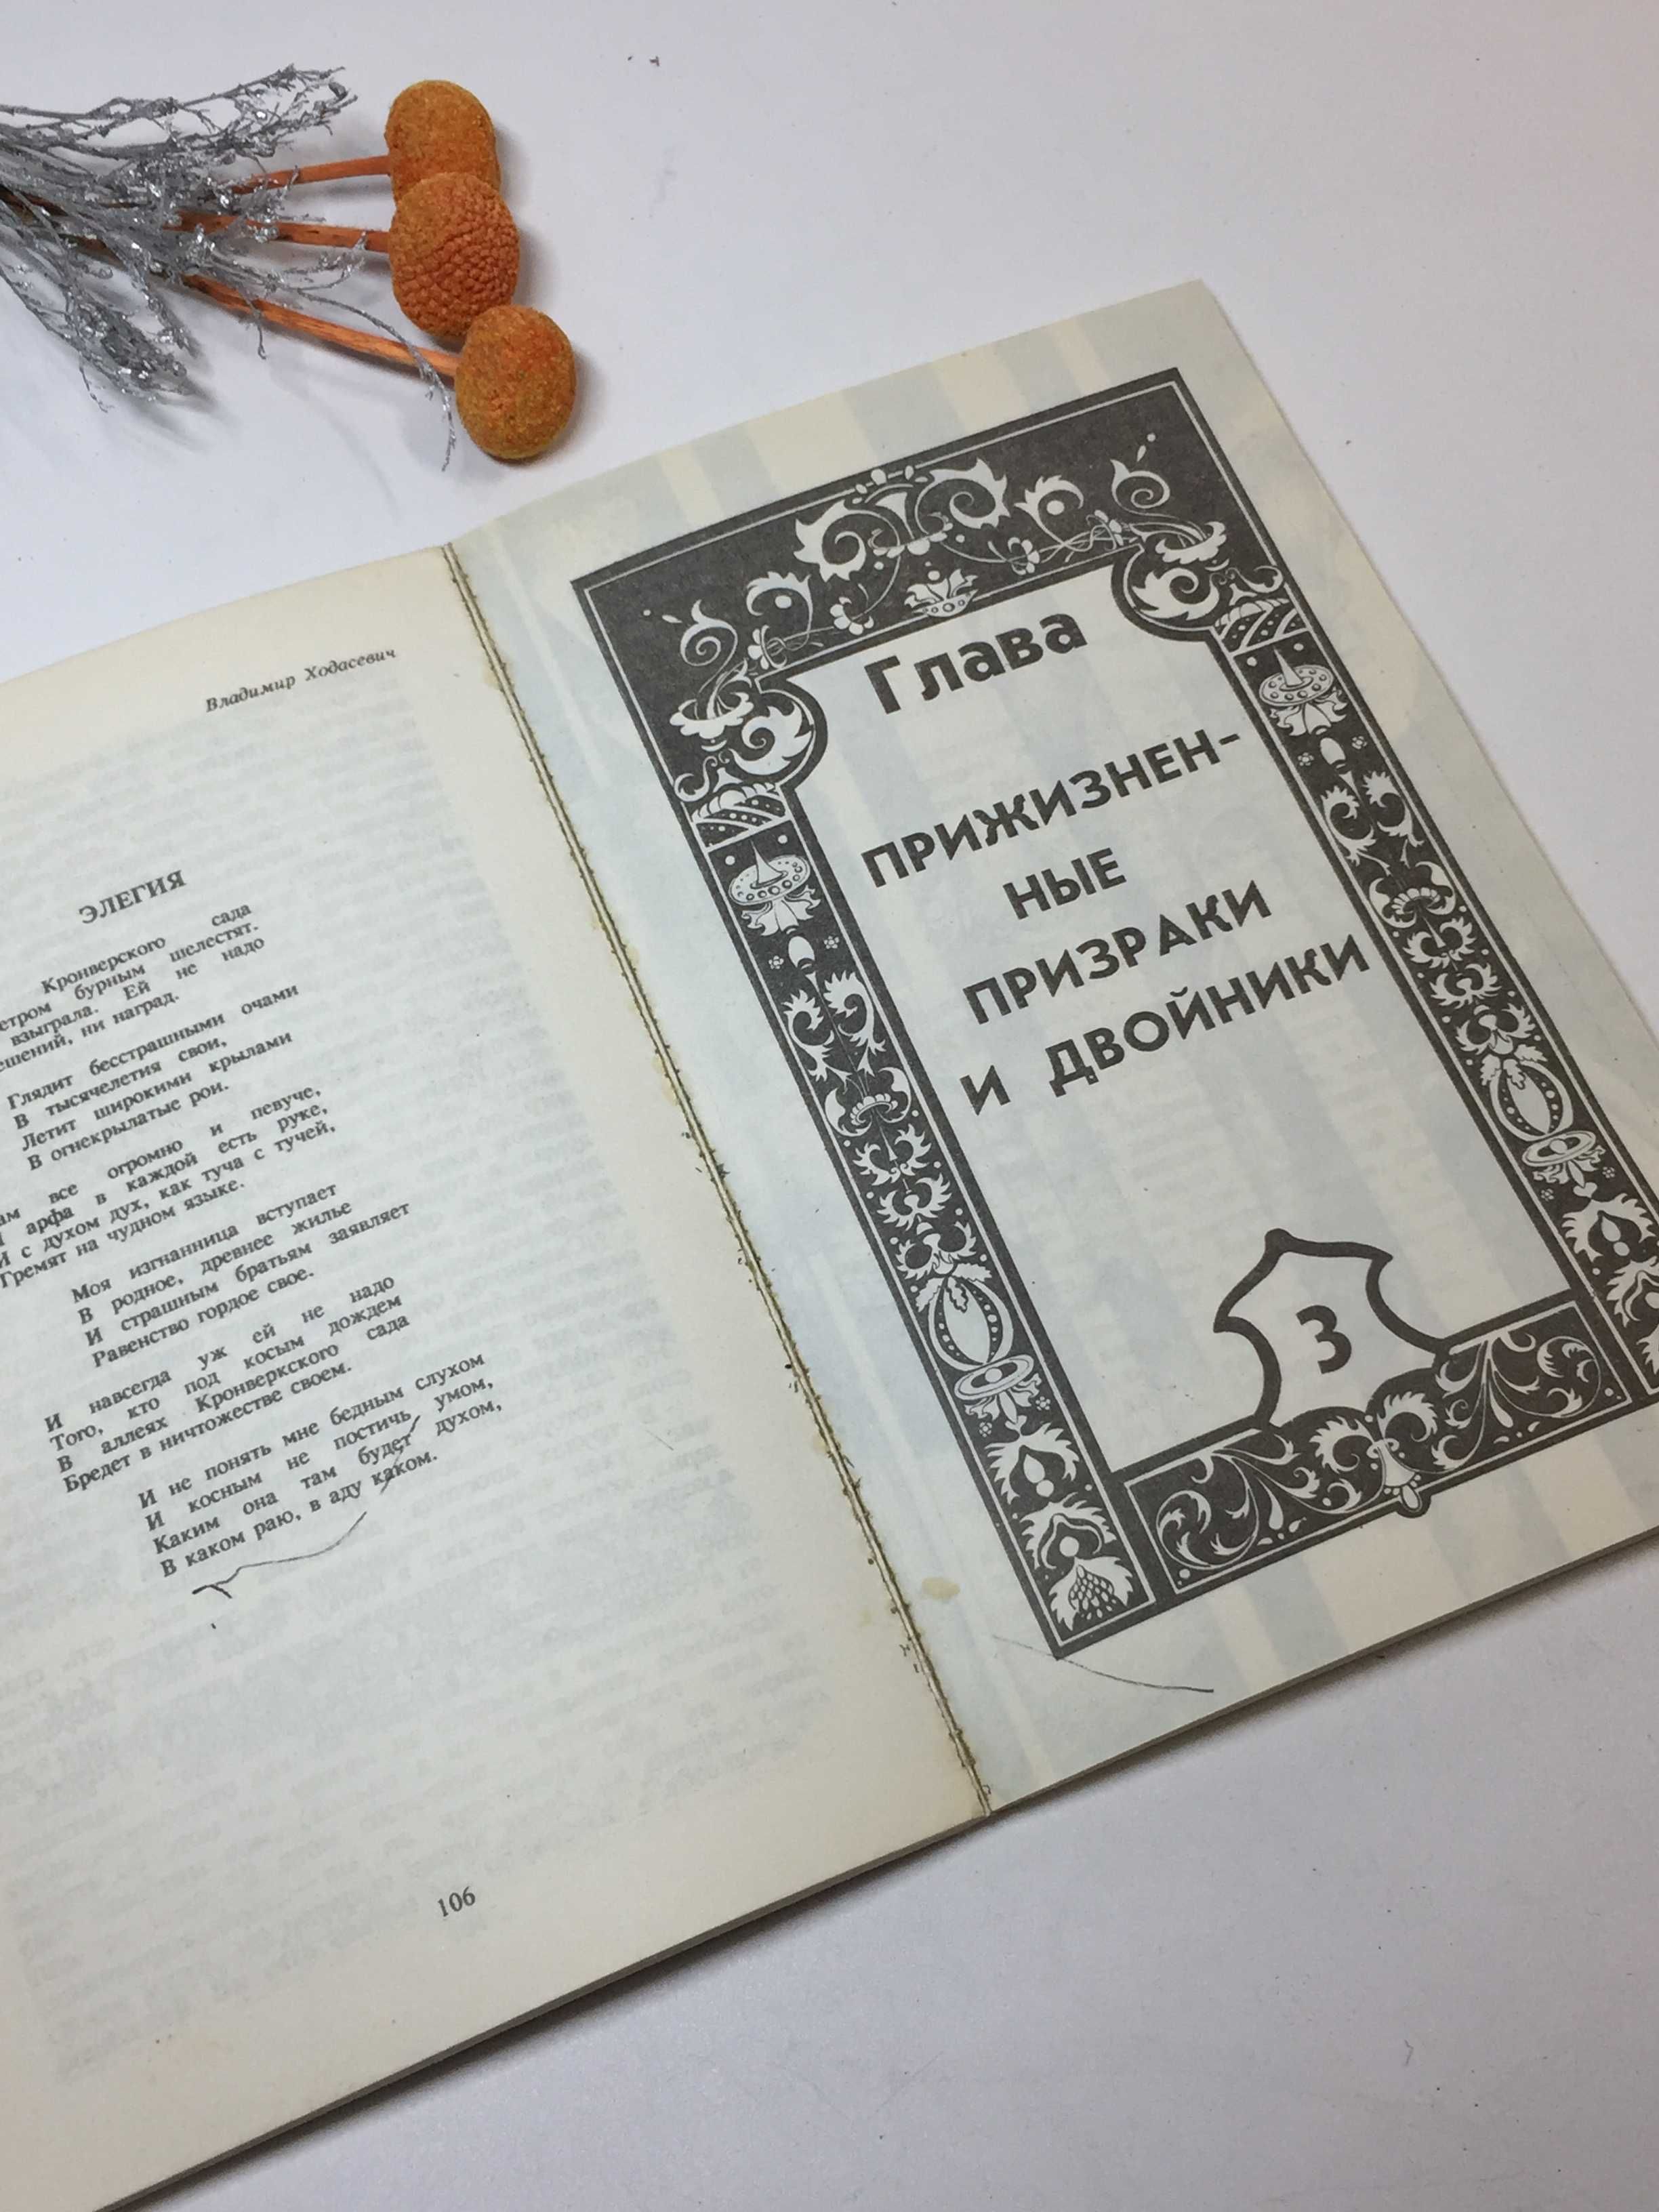 Владимир Ходасевич
ЭЛЕГИЯ
Кронверского сада
бурным шелестят.
взыграла. Ей не надо
ни наград.
Глядит бесстрашными очами
В тысячелетия свои,
Летит широкими крылами
В огнекрылатые рои.
все огромно и певуче,
арфа в каждой есть руке,
И с духом дух, как туча с тучей,
Гремят на чудном языке.
Моя изгнанница вступает
В родное, древнее жилье
И страшным братьям заявляет
Равенство гордое свое.
И навсегда уж ей не надо
Того, кто под косым дождем
В аллеях Кронверкского сада
Бредет в ничтожестве своем.
И не понять мне бедным слухом
И косным не постичь умом,
Каким она там будет духом,
В каком раю, в аду каком.
106
Глава
ПРИЖИЗНЕН-
НЫЕ
ПРИЗРАКИ
И ДВОЙНИКИ
3